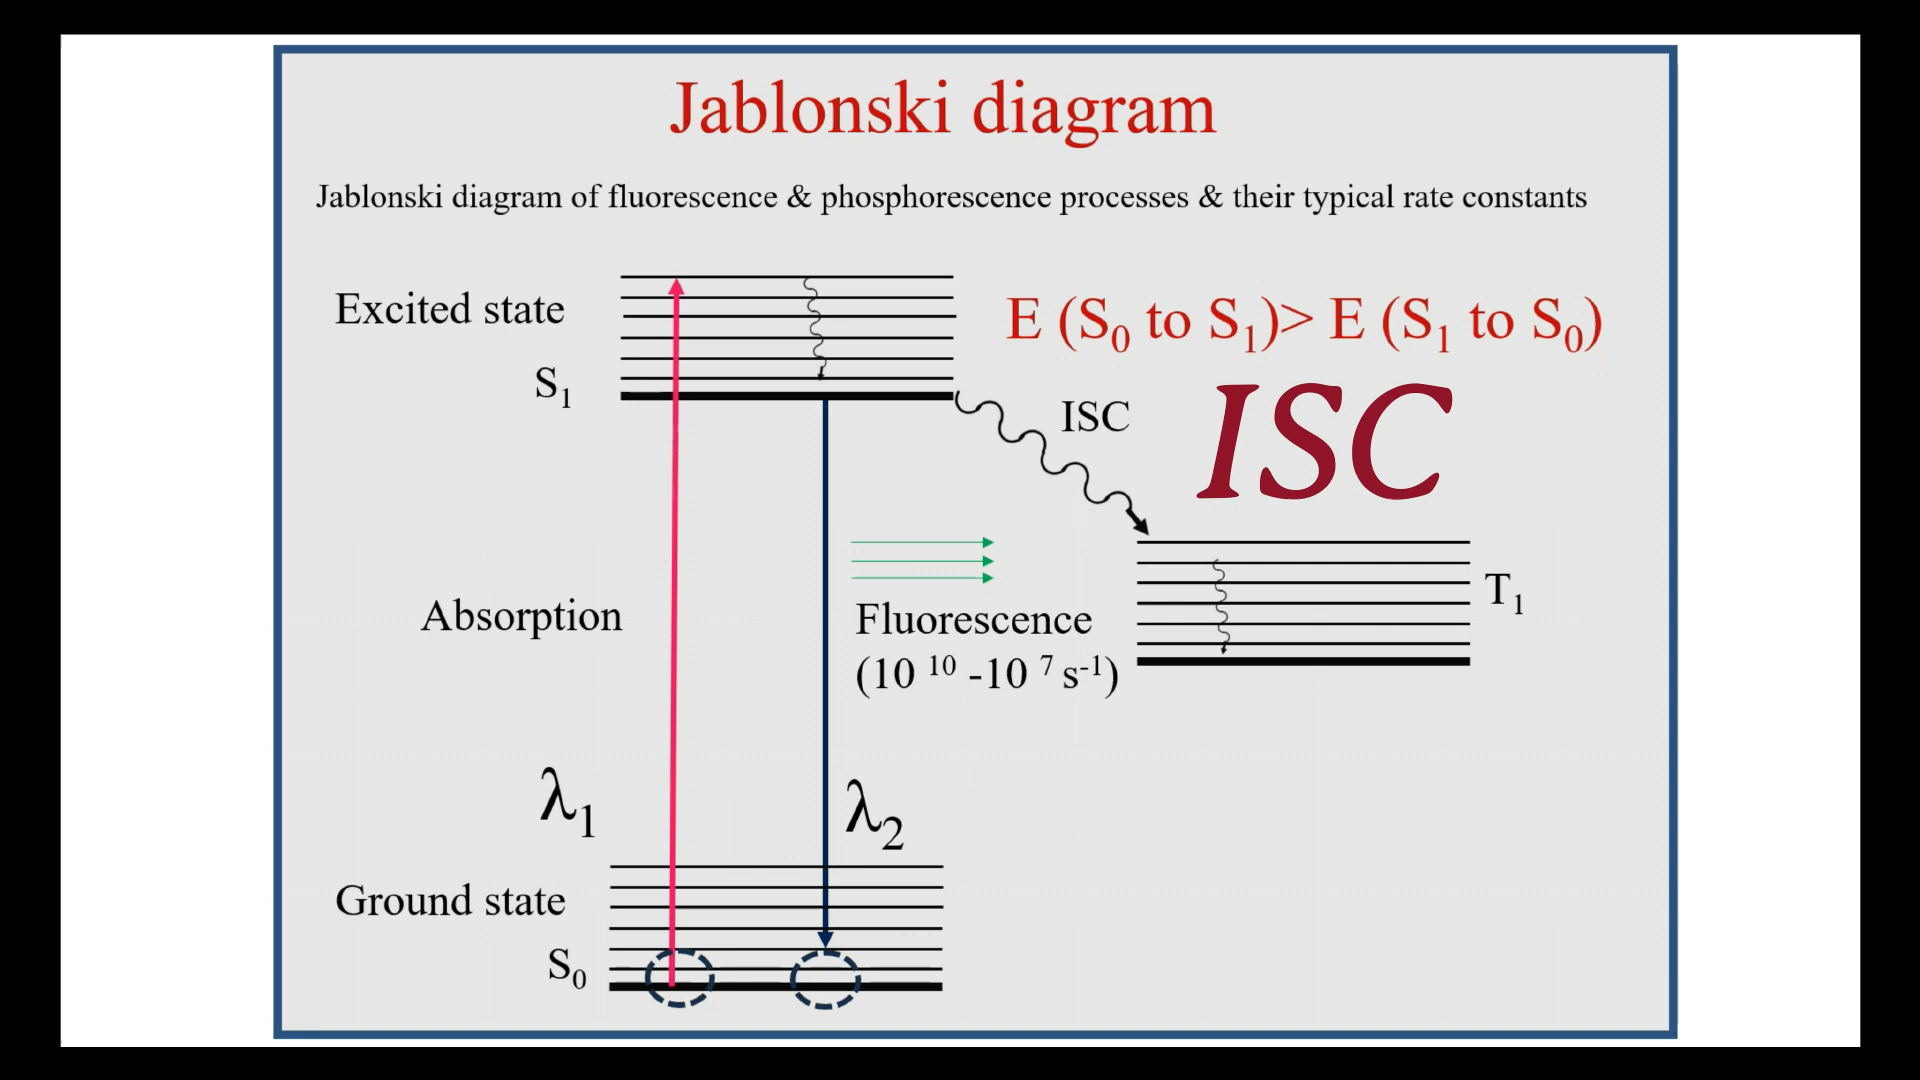 Jablonski diagram
Jablonski diagram of fluorescence & phosphorescence processes & their typical rate constants
Excited state
E (S₀ to S₁)> E (S₁ to S₀)
S₁
ISC
ISC
T₁
Absorption
Fluorescence
(10 ¹⁰ -10 ⁷ s⁻¹)
λ₁
λ₂
Ground state
S₀